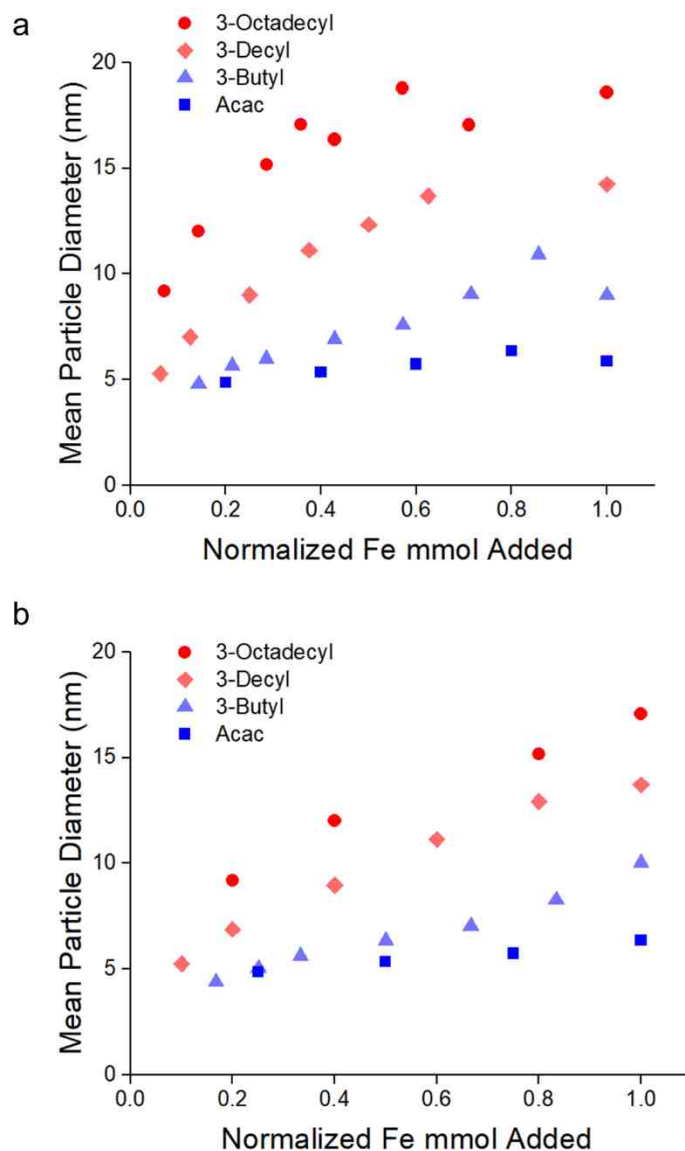 a
3-Octadecyl
3-Decyl
3-Butyl
Acac
20
15
10
5
0
Mean Particle Diameter (nm)
0.0 0.2 0.4 0.6 0.8 1.0
Normalized Fe mmol Added
b
3-Octadecyl
3-Decyl
3-Butyl
Acac
20
15
10
5
0
Mean Particle Diameter (nm)
0.0 0.2 0.4 0.6 0.8 1.0
Normalized Fe mmol Added